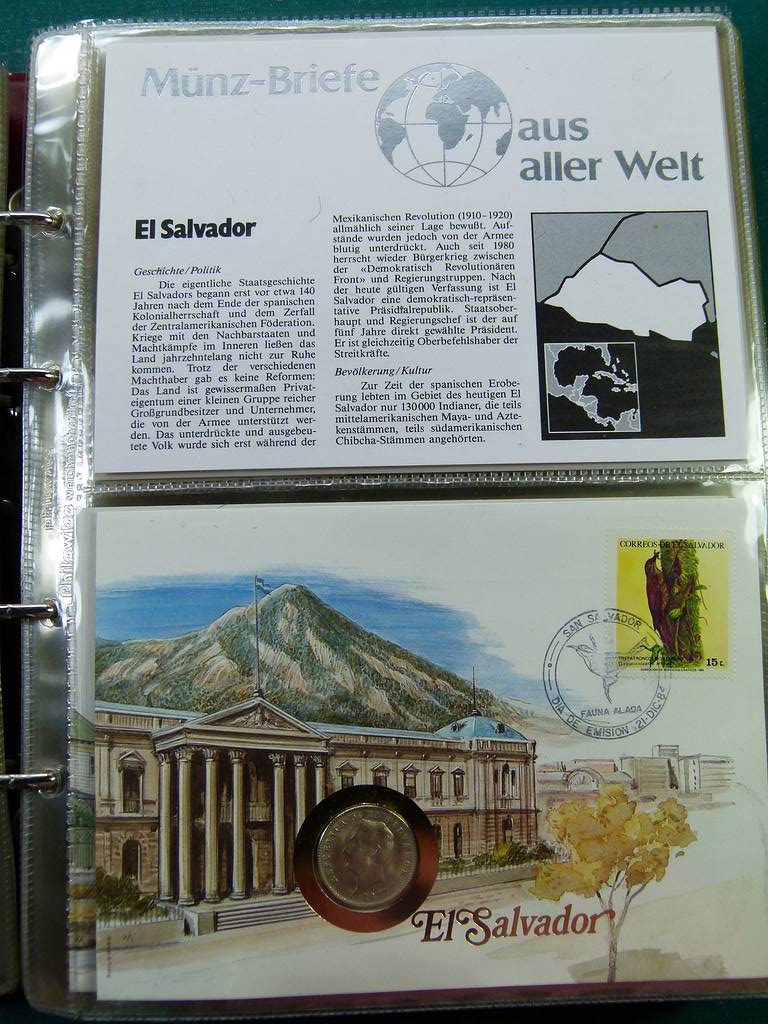 Münz-Briefe
aus
aller Welt
El Salvador
Geschichte/Politik
Die eigentliche Staatsgeschichte
El Salvadors begann erst vor etwa 140
Jahren nach dem Ende der spanischen
Kolonialherrschaft und dem Zerfall
der Zentralamerikanischen Föderation.
Kriege mit den Nachbarstaaten und
Machtkämpfe im Inneren ließen das
Land jahrzehntelang nicht zur Ruhe
kommen. Trotz der verschiedenen
Machthaber gab es keine Reformen:
Das Land ist gewissermaßen Privat-
eigentum einer kleinen Gruppe reicher
Großgrundbesitzer und Unternehmer,
die von der Armee unterstützt wer-
den. Das unterdrückte und ausgebeu-
tete Volk wurde sich erst während der
Mexikanischen Revolution (1910–1920)
allmählich seiner Lage bewußt. Auf-
stände wurden jedoch von der Armee
blutig unterdrückt. Auch seit 1980
herrscht wieder Bürgerkrieg zwischen
der «Demokratisch Revolutionären
Front» und Regierungstruppen. Nach
der heute gültigen Verfassung ist El
Salvador eine demokratisch-repräsen-
tative Präsidialrepublik. Staatsober-
haupt und Regierungschef ist der auf
fünf Jahre direkt gewählte Präsident.
Er ist gleichzeitig Oberbefehlshaber der
Streitkräfte.
Bevölkerung/Kultur
Zur Zeit der spanischen Erobe-
rung lebten im Gebiet des heutigen El
Salvador nur 130000 Indianer, die teils
mittelamerikanischen Maya- und Azte-
kenstämmen, teils südamerikanischen
Chibcha-Stämmen angehörten.
CORREOS DE EL SALVADOR
15 c.
SAN SALVADOR
FAUNA ALADA
DIA DE EMISION 21·DIC·84
El Salvador